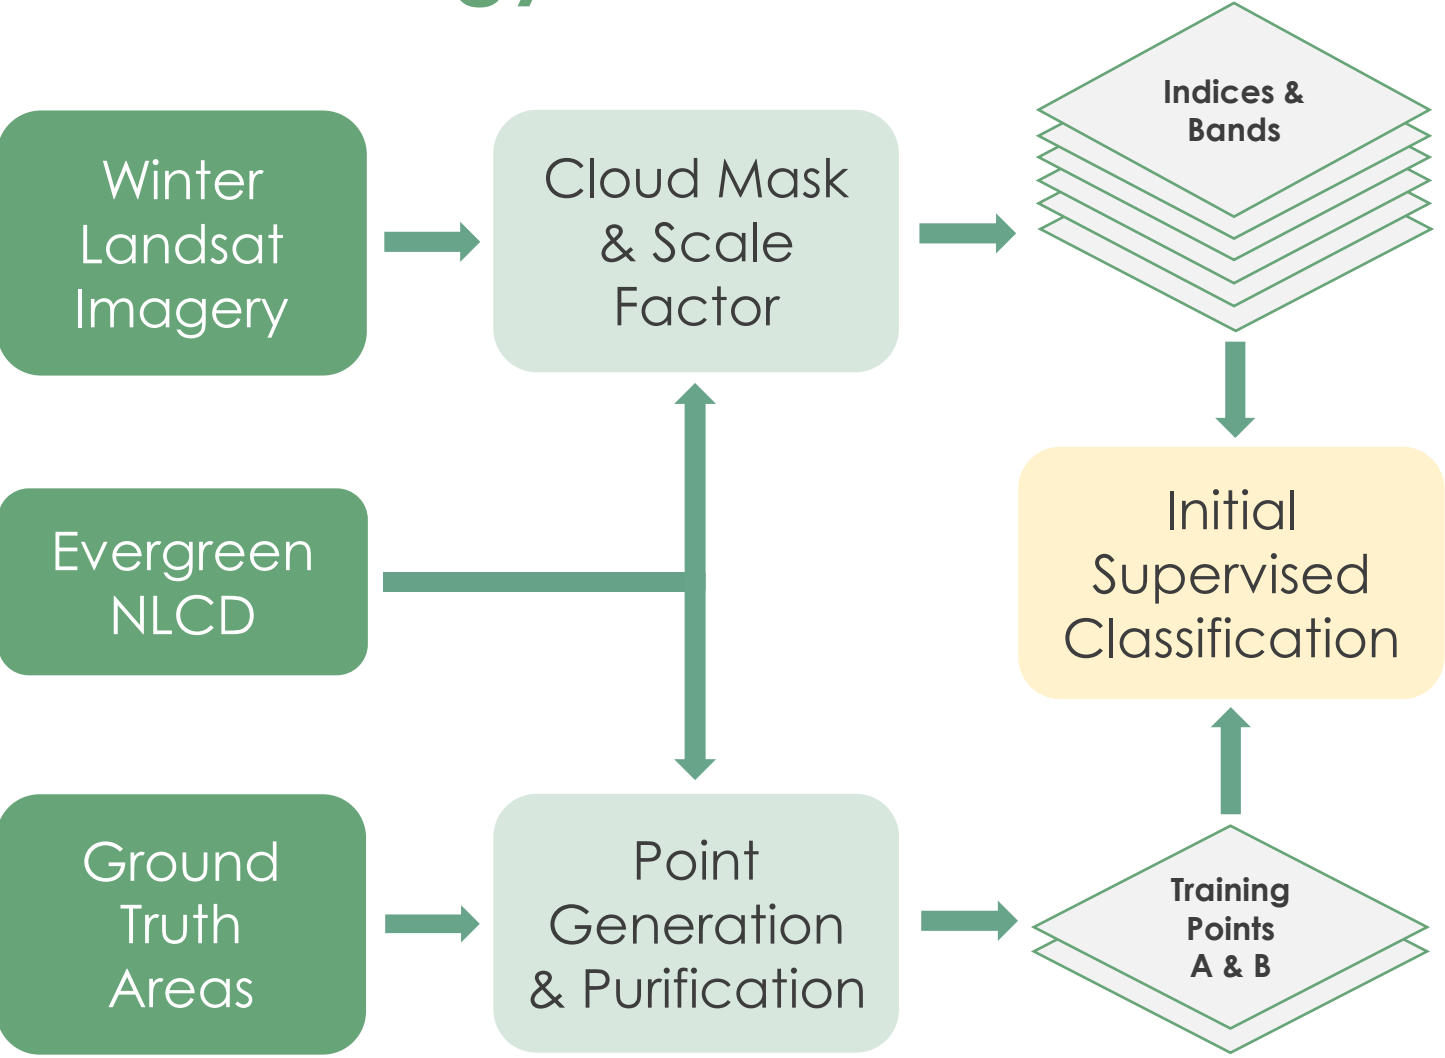 Winter
Landsat
Imagery
Cloud Mask
& Scale
Factor
Indices &
Bands
Evergreen
NLCD
Initial
Supervised
Classification
Ground
Truth
Areas
Point
Generation
& Purification
Training
Points
A & B